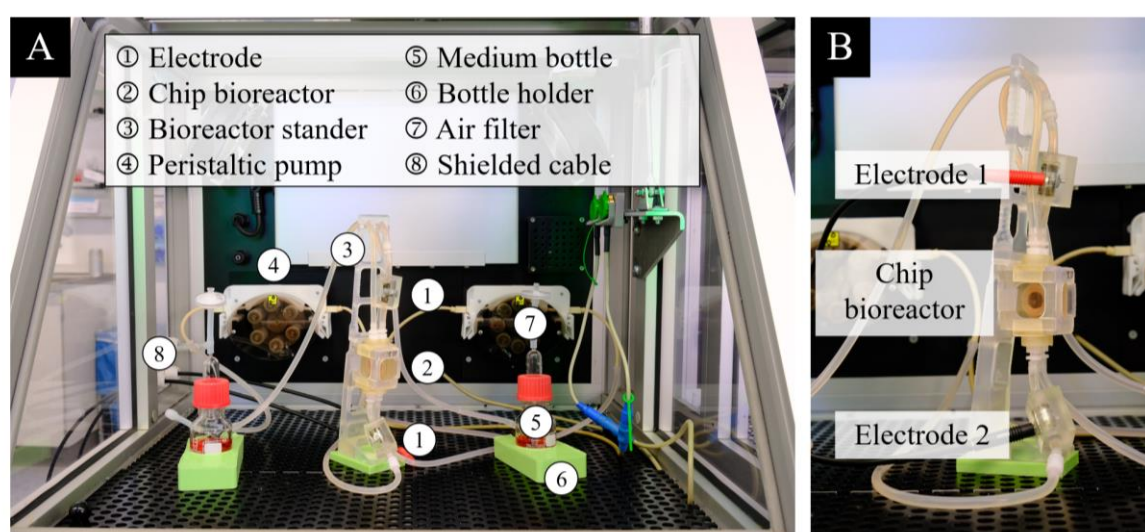 A
① Electrode
② Chip bioreactor
③ Bioreactor stander
④ Peristaltic pump
⑤ Medium bottle
⑥ Bottle holder
⑦ Air filter
⑧ Shielded cable
③
④
①
⑦
⑧
②
⑤
①
⑥
B
Electrode 1
Chip
bioreactor
Electrode 2